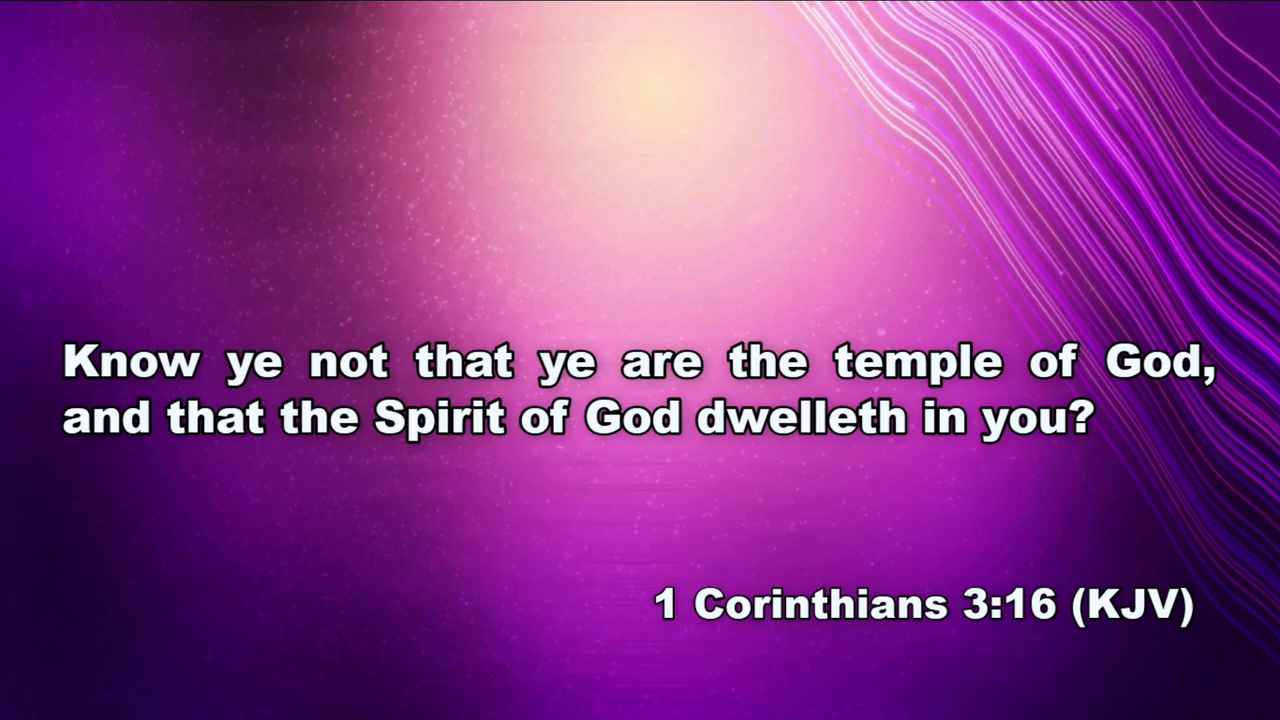 Know ye not that ye are the temple of God,
and that the Spirit of God dwelleth in you?
1 Corinthians 3:16 (KJV)